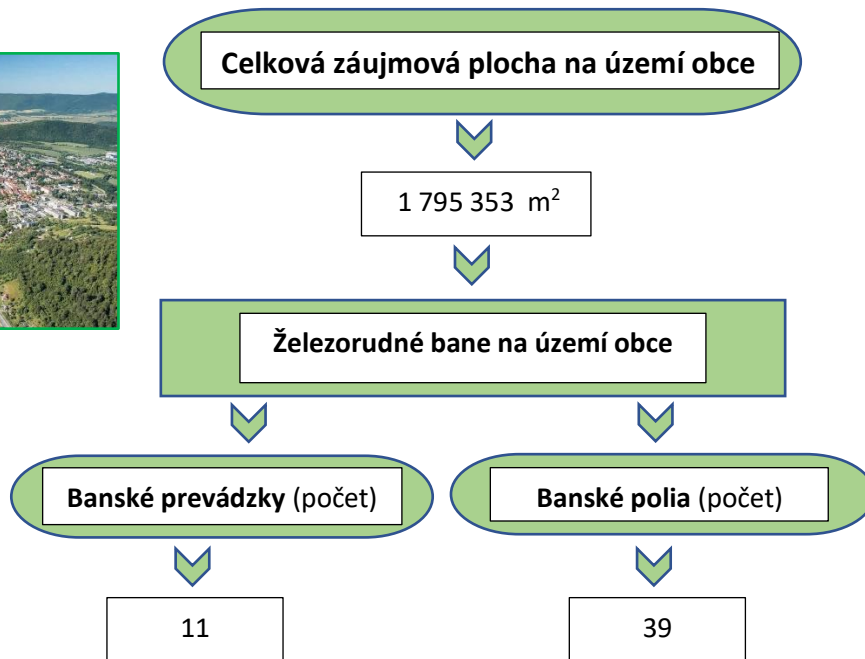 Celková záujmová plocha na území obce
1 795 353 m²
Železorudné bane na území obce
Banské prevádzky (počet)
Banské polia (počet)
11
39